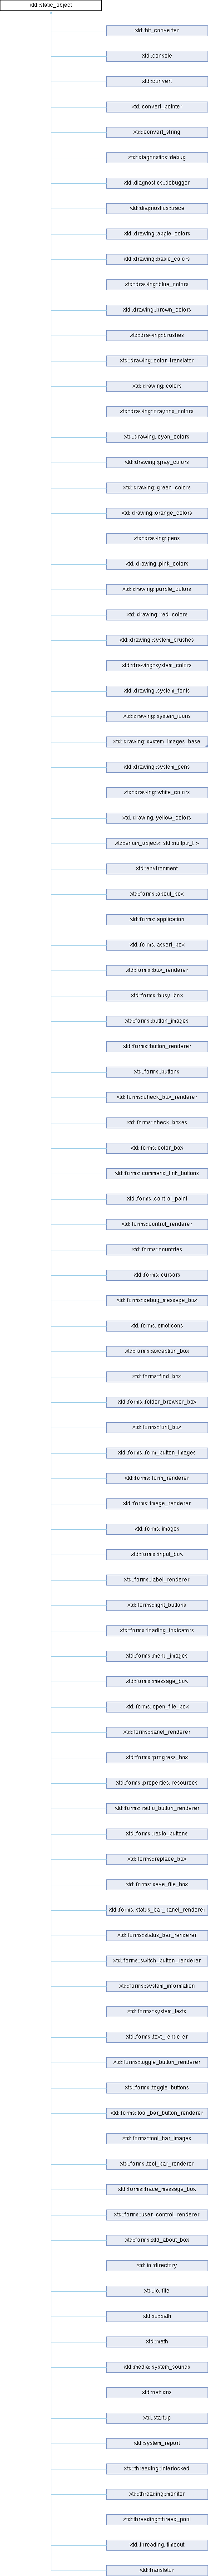 xtd::static_object
xtd::bit_converter
xtd::console
xtd::convert
xtd::convert_pointer
xtd::convert_string
xtd::diagnostics::debug
xtd::diagnostics::debugger
xtd::diagnostics::trace
xtd::drawing::apple_colors
xtd::drawing::basic_colors
xtd::drawing::blue_colors
xtd::drawing::brown_colors
xtd::drawing::brushes
xtd::drawing::color_translator
xtd::drawing::colors
xtd::drawing::crayons_colors
xtd::drawing::cyan_colors
xtd::drawing::gray_colors
xtd::drawing::green_colors
xtd::drawing::orange_colors
xtd::drawing::pens
xtd::drawing::pink_colors
xtd::drawing::purple_colors
xtd::drawing::red_colors
xtd::drawing::system_brushes
xtd::drawing::system_colors
xtd::drawing::system_fonts
xtd::drawing::system_icons
xtd::drawing::system_images_base
xtd::drawing::system_pens
xtd::drawing::white_colors
xtd::drawing::yellow_colors
xtd::enum_object< std::nullptr_t >
xtd::environment
xtd::forms::about_box
xtd::forms::application
xtd::forms::assert_box
xtd::forms::box_renderer
xtd::forms::busy_box
xtd::forms::button_images
xtd::forms::button_renderer
xtd::forms::buttons
xtd::forms::check_box_renderer
xtd::forms::check_boxes
xtd::forms::color_box
xtd::forms::command_link_buttons
xtd::forms::control_paint
xtd::forms::control_renderer
xtd::forms::countries
xtd::forms::cursors
xtd::forms::debug_message_box
xtd::forms::emoticons
xtd::forms::exception_box
xtd::forms::find_box
xtd::forms::folder_browser_box
xtd::forms::font_box
xtd::forms::form_button_images
xtd::forms::form_renderer
xtd::forms::image_renderer
xtd::forms::images
xtd::forms::input_box
xtd::forms::label_renderer
xtd::forms::light_buttons
xtd::forms::loading_indicators
xtd::forms::menu_images
xtd::forms::message_box
xtd::forms::open_file_box
xtd::forms::panel_renderer
xtd::forms::progress_box
xtd::forms::properties::resources
xtd::forms::radio_button_renderer
xtd::forms::radio_buttons
xtd::forms::replace_box
xtd::forms::save_file_box
xtd::forms::status_bar_panel_renderer
xtd::forms::status_bar_renderer
xtd::forms::switch_button_renderer
xtd::forms::system_information
xtd::forms::system_texts
xtd::forms::text_renderer
xtd::forms::toggle_button_renderer
xtd::forms::toggle_buttons
xtd::forms::tool_bar_button_renderer
xtd::forms::tool_bar_images
xtd::forms::tool_bar_renderer
xtd::forms::trace_message_box
xtd::forms::user_control_renderer
xtd::forms::xtd_about_box
xtd::io::directory
xtd::io::file
xtd::io::path
xtd::math
xtd::media::system_sounds
xtd::net::dns
xtd::startup
xtd::system_report
xtd::threading::interlocked
xtd::threading::monitor
xtd::threading::thread_pool
xtd::threading::timeout
xtd::translator